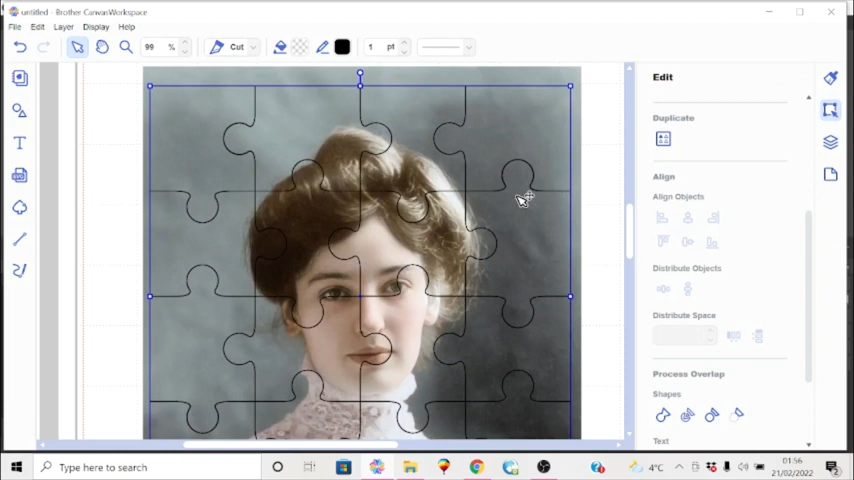 untitled - Brother CanvasWorkspace
File Edit Layer Display Help
99 % Cut 1 pt
Edit
Duplicate
Align
Align Objects
Distribute Objects
Distribute Space
Process Overlap
Shapes
Text
Type here to search
4°C
01:56
21/02/2022
2